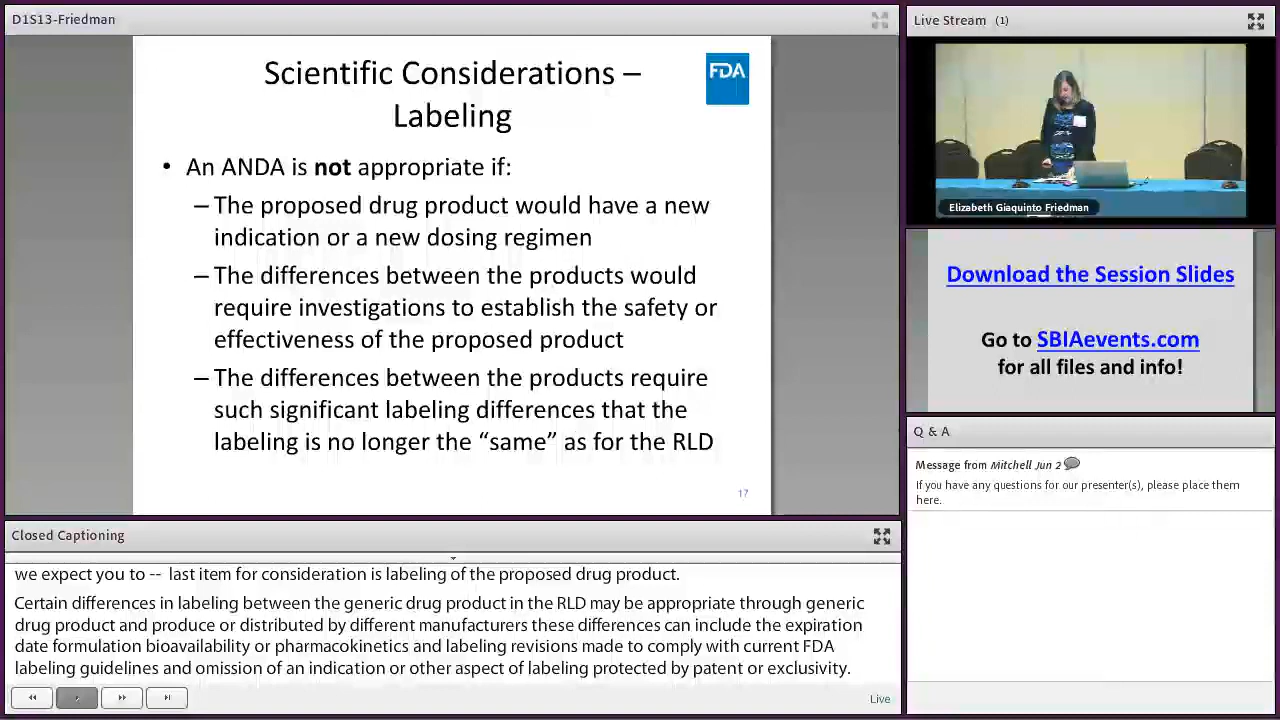 D1S13-Friedman
Scientific Considerations –
Labeling
FDA
• An ANDA is not appropriate if:
– The proposed drug product would have a new
indication or a new dosing regimen
– The differences between the products would
require investigations to establish the safety or
effectiveness of the proposed product
– The differences between the products require
such significant labeling differences that the
labeling is no longer the “same” as for the RLD
17
Closed Captioning
we expect you to -- last item for consideration is labeling of the proposed drug product.
Certain differences in labeling between the generic drug product in the RLD may be appropriate through generic
drug product and produce or distributed by different manufacturers these differences can include the expiration
date formulation bioavailability or pharmacokinetics and labeling revisions made to comply with current FDA
labeling guidelines and omission of an indication or other aspect of labeling protected by patent or exclusivity.
Live
Live Stream (1)
Elizabeth Giaquinto Friedman
Download the Session Slides
Go to SBIAevents.com
for all files and info!
Q & A
Message from Mitchell Jun 2
If you have any questions for our presenter(s), please place them
here.